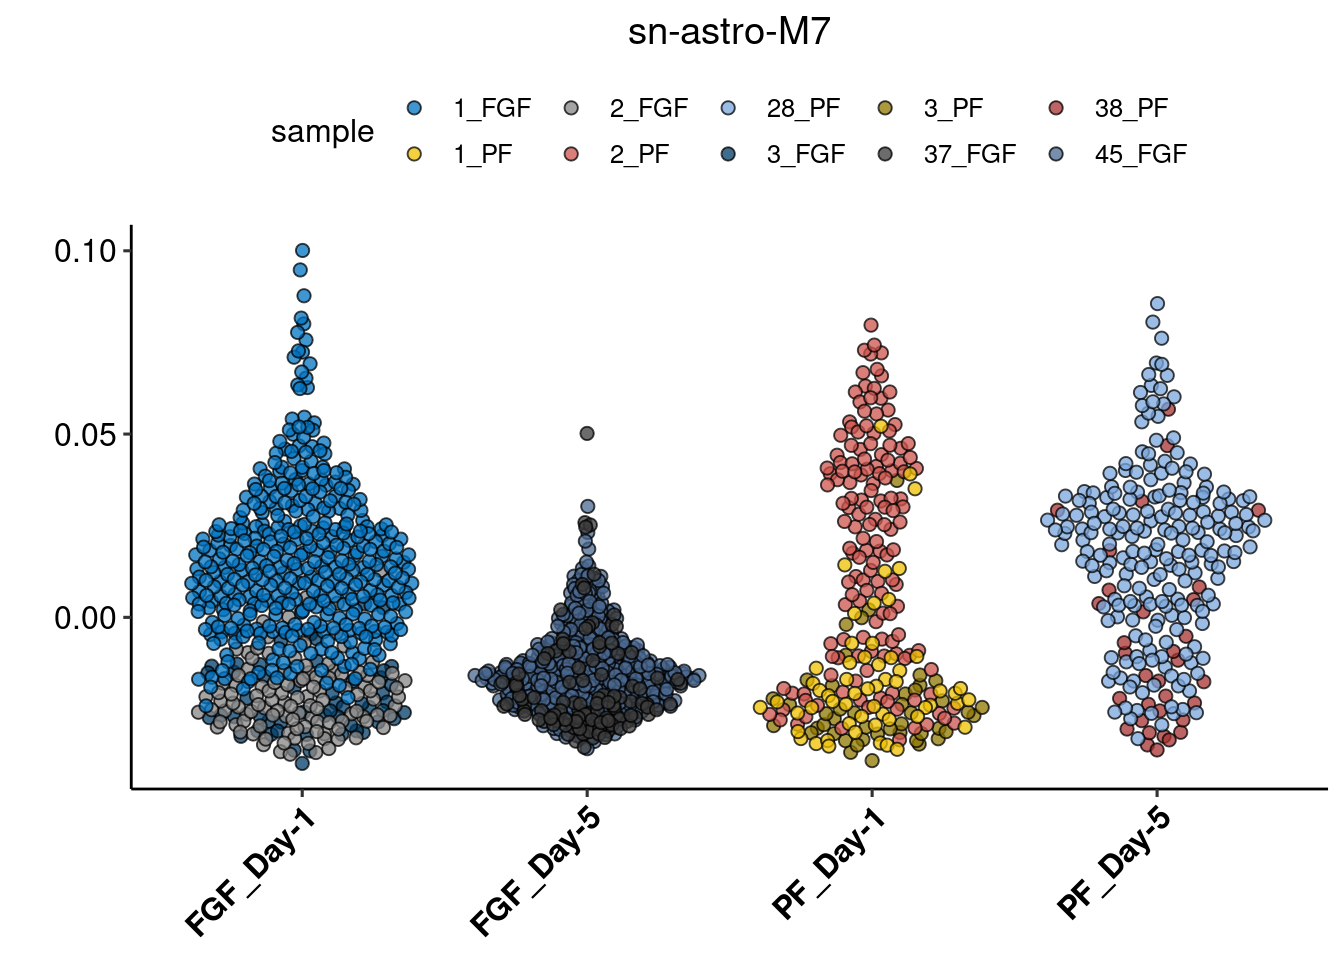 sn-astro-M7
sample
1_FGF 2_FGF 28_PF 3_PF 38_PF
1_PF 2_PF 3_FGF 37_FGF 45_FGF
0.10
0.05
0.00
FGF_Day-1 FGF_Day-5 PF_Day-1 PF_Day-5